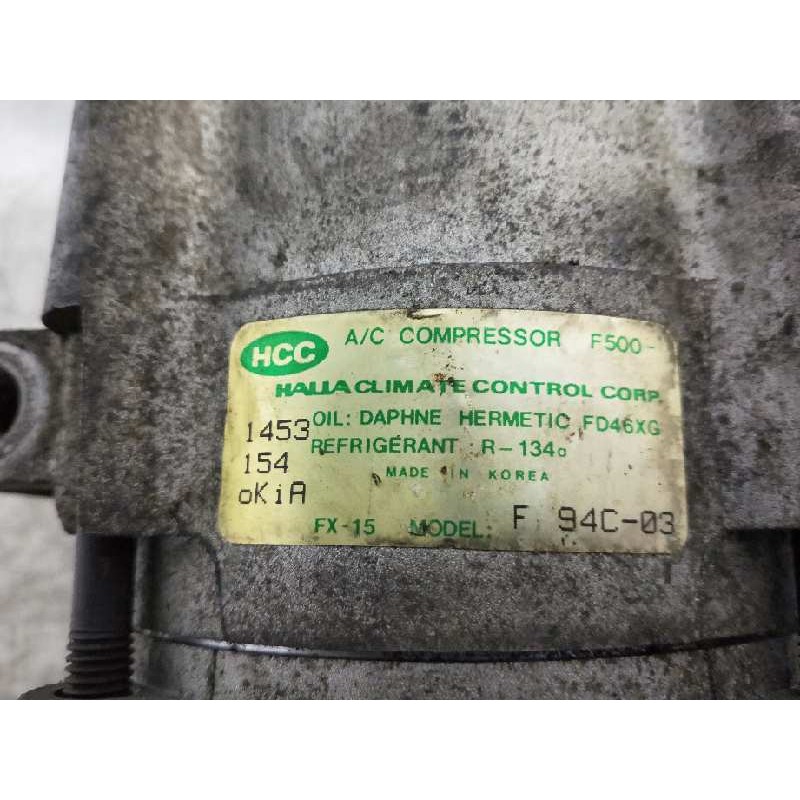 HCC A/C COMPRESSOR F500-
HALLA CLIMATE CONTROL CORP.
1453 OIL: DAPHNE HERMETIC FD46XG
154 REFRIGERANT R-134a
MADE IN KOREA
oKiA
FX-15 MODEL: F 94C-03